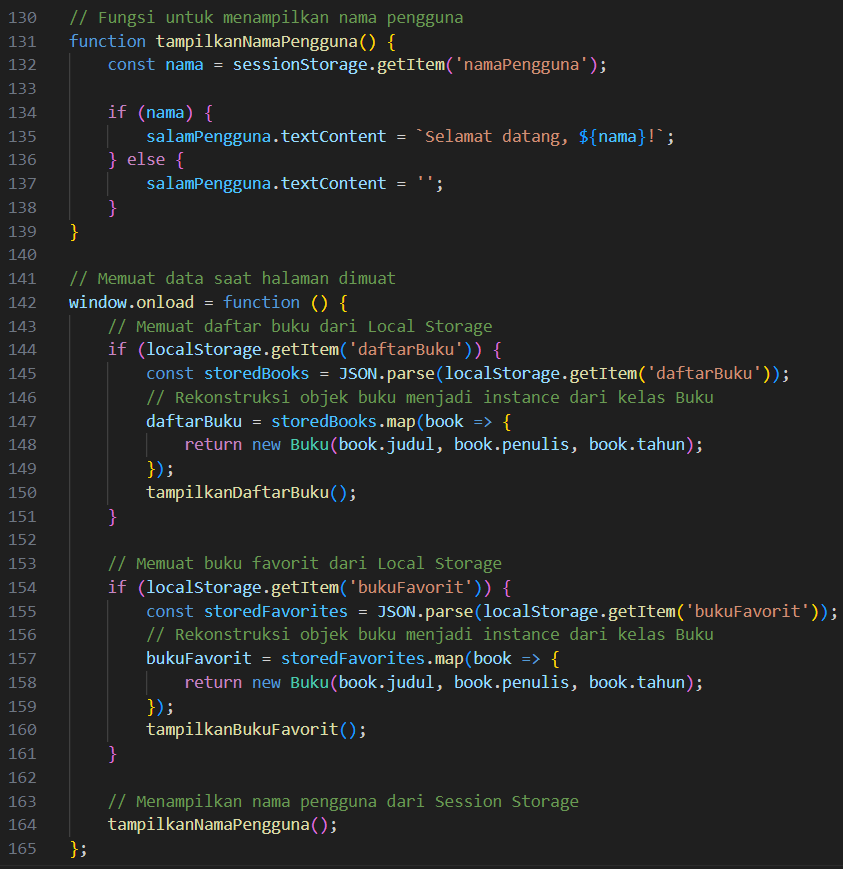 130 // Fungsi untuk menampilkan nama pengguna
131 function tampilkanNamaPengguna() {
132     const nama = sessionStorage.getItem('namaPengguna');
133
134     if (nama) {
135         salamPengguna.textContent = `Selamat datang, ${nama}!`;
136     } else {
137         salamPengguna.textContent = '';
138     }
139 }
140
141 // Memuat data saat halaman dimuat
142 window.onload = function () {
143     // Memuat daftar buku dari Local Storage
144     if (localStorage.getItem('daftarBuku')) {
145         const storedBooks = JSON.parse(localStorage.getItem('daftarBuku'));
146         // Rekonstruksi objek buku menjadi instance dari kelas Buku
147         daftarBuku = storedBooks.map(book => {
148             return new Buku(book.judul, book.penulis, book.tahun);
149         });
150         tampilkanDaftarBuku();
151     }
152
153     // Memuat buku favorit dari Local Storage
154     if (localStorage.getItem('bukuFavorit')) {
155         const storedFavorites = JSON.parse(localStorage.getItem('bukuFavorit'));
156         // Rekonstruksi objek buku menjadi instance dari kelas Buku
157         bukuFavorit = storedFavorites.map(book => {
158             return new Buku(book.judul, book.penulis, book.tahun);
159         });
160         tampilkanBukuFavorit();
161     }
162
163     // Menampilkan nama pengguna dari Session Storage
164     tampilkanNamaPengguna();
165 };